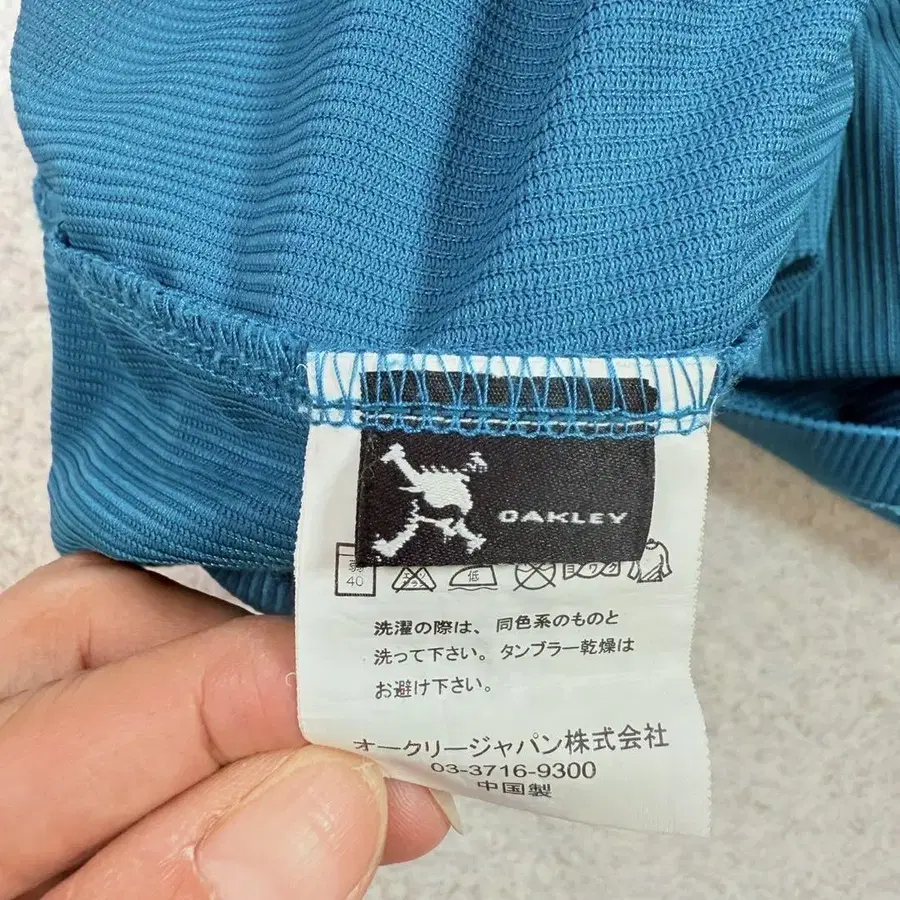 OAKLEY
40
低
洗濯の際は、同色系のものと
洗って下さい。タンブラー乾燥は
お避け下さい。
オークリージャパン株式会社
03-3716-9300
中国製